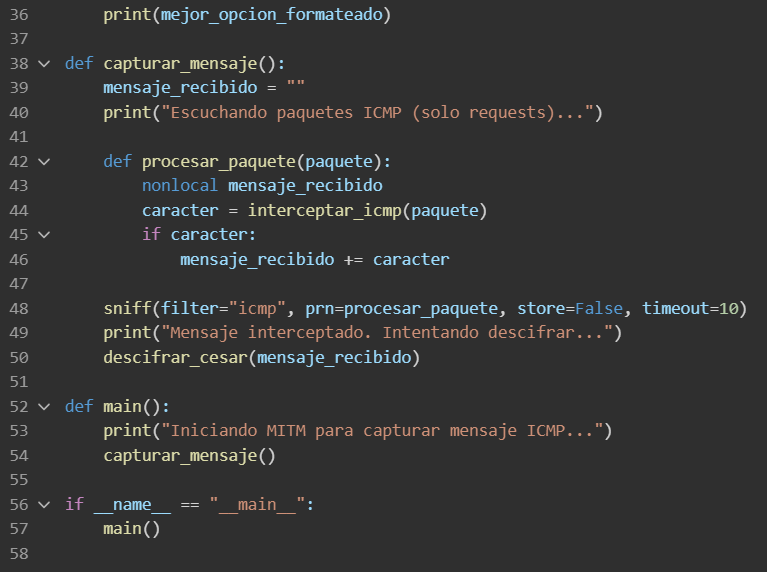 36 print(mejor_opcion_formateado)
37
38 def capturar_mensaje():
39 mensaje_recibido = ""
40 print("Escuchando paquetes ICMP (solo requests)...")
41
42 def procesar_paquete(paquete):
43 nonlocal mensaje_recibido
44 caracter = interceptar_icmp(paquete)
45 if caracter:
46 mensaje_recibido += caracter
47
48 sniff(filter="icmp", prn=procesar_paquete, store=False, timeout=10)
49 print("Mensaje interceptado. Intentando descifrar...")
50 descifrar_cesar(mensaje_recibido)
51
52 def main():
53 print("Iniciando MITM para capturar mensaje ICMP...")
54 capturar_mensaje()
55
56 if __name__ == "__main__":
57 main()
58